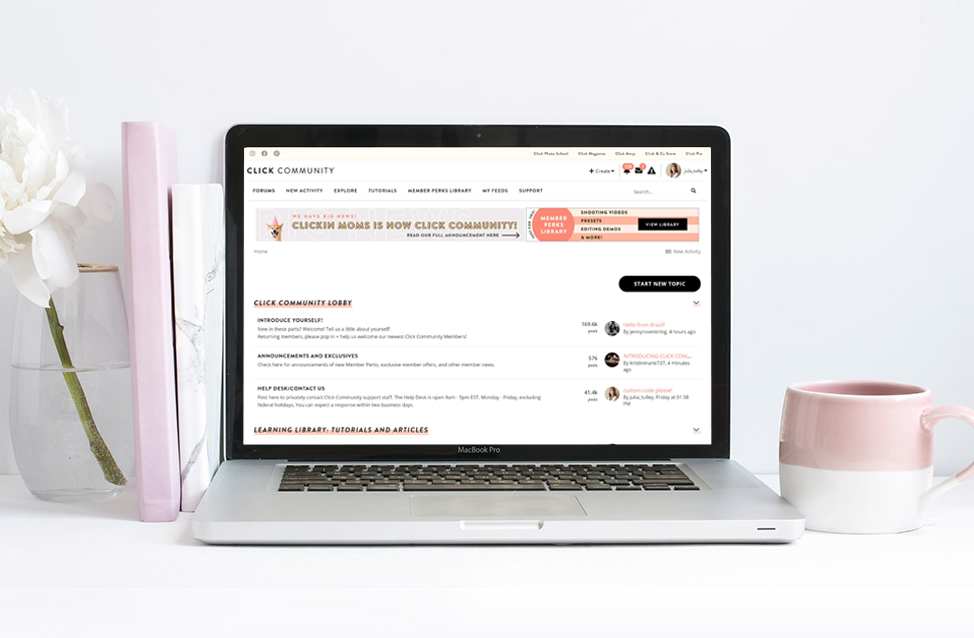 Click Photo School Click Magazine Click Away Click & Co Store Click Pro
CLICK COMMUNITY
+ Create julia_tulley
FORUMS NEW ACTIVITY EXPLORE TUTORIALS MEMBER PERKS LIBRARY MY FEEDS SUPPORT
Search...
WE HAVE BIG NEWS!
CLICKIN MOMS IS NOW CLICK COMMUNITY!
READ OUR FULL ANNOUNCEMENT HERE
MEMBER
PERKS
LIBRARY
SHOOTING VIDEOS
PRESETS
EDITING DEMOS
& MORE!
VIEW LIBRARY
Home
New Activity
START NEW TOPIC
CLICK COMMUNITY LOBBY
INTRODUCE YOURSELF!
New in these parts? Welcome! Tell us a little about yourself!
Returning members, please pop in + help us welcome our newest Click Community Members!
169.6k
posts
Hello from Brazil!
By jennyrosenbring, 4 hours ago
ANNOUNCEMENTS AND EXCLUSIVES
Check here for announcements of new Member Perks, exclusive member offers, and other member news.
576
posts
INTRODUCING CLICK COM...
By kristinmanic737, 4 minutes
ago
HELP DESK/CONTACT US
Post here to privately contact Click Community support staff. The Help Desk is open 9am - 5pm EST, Monday - Friday, excluding
federal holidays. You can expect a response within two business days.
41.4k
posts
custom code please!
By julia_tulley, Friday at 01:38
PM
LEARNING LIBRARY: TUTORIALS AND ARTICLES
MacBook Pro